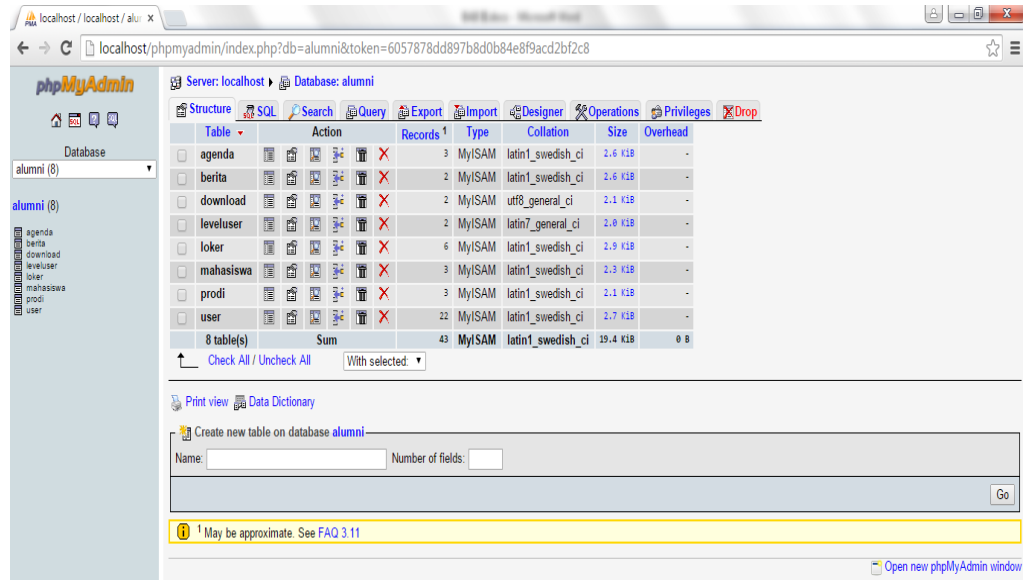 localhost / localhost / alur
localhost/phpmyadmin/index.php?db=alumni&token=6057878dd897b8d0b84e8f9acd2bf2c8
phpMyAdmin
Database
alumni (8)
alumni (8)
agenda
berita
download
leveluser
loker
mahasiswa
prodi
user
Server: localhost Database: alumni
Structure SQL Search Query Export Import Designer Operations Privileges Drop
Table Action Records 1 Type Collation Size Overhead
agenda 3 MyISAM latin1_swedish_ci 2.6 KiB -
berita 2 MyISAM latin1_swedish_ci 2.6 KiB -
download 2 MyISAM utf8_general_ci 2.1 KiB -
leveluser 2 MyISAM latin7_general_ci 2.0 KiB -
loker 6 MyISAM latin1_swedish_ci 2.9 KiB -
mahasiswa 3 MyISAM latin1_swedish_ci 2.3 KiB -
prodi 3 MyISAM latin1_swedish_ci 2.1 KiB -
user 22 MyISAM latin1_swedish_ci 2.7 KiB -
8 table(s) Sum 43 MyISAM latin1_swedish_ci 19.4 KiB 0 B
Check All / Uncheck All With selected:
Print view Data Dictionary
Create new table on database alumni
Name: Number of fields:
Go
1 May be approximate. See FAQ 3.11
Open new phpMyAdmin window